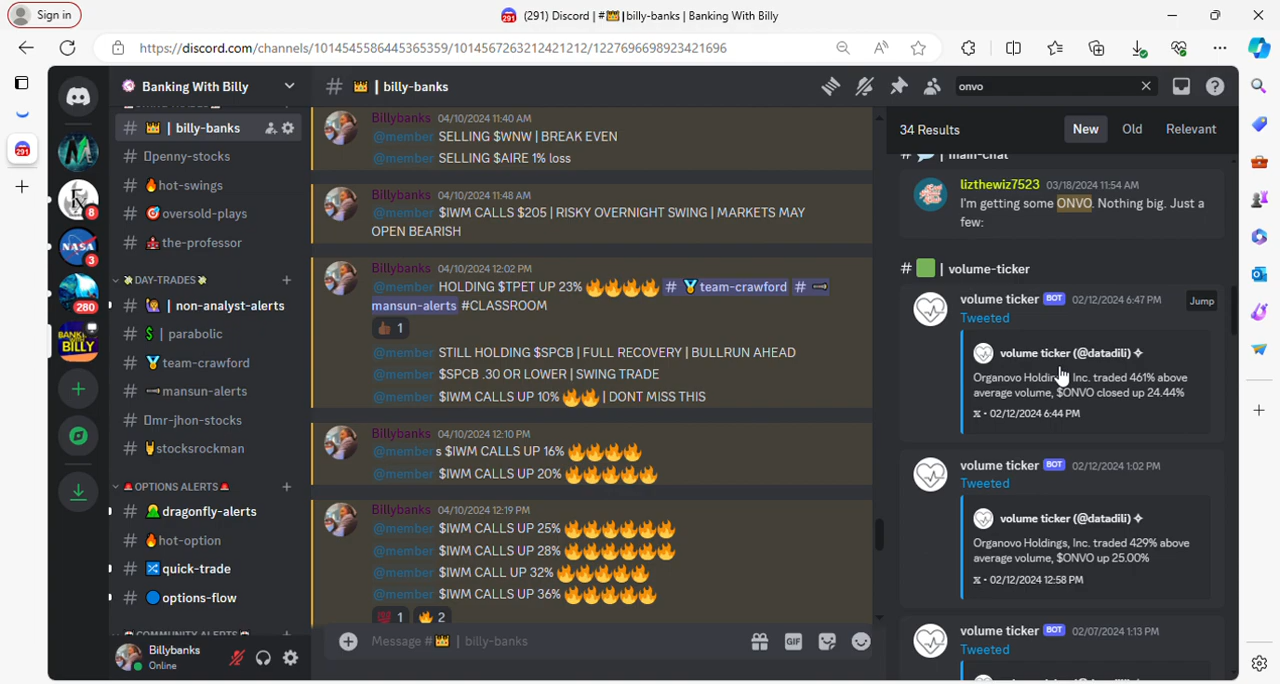 Sign in
(291) Discord | #👑 | billy-banks | Banking With Billy
https://discord.com/channels/1014545586445365359/1014567263212421212/1227696698923421696
Banking With Billy
# 👑 | billy-banks
# penny-stocks
# 🔥hot-swings
# 🎯oversold-plays
# the-professor
DAY-TRADES
# 🙋 | non-analyst-alerts
# 💲 | parabolic
# 🏅team-crawford
# mansun-alerts
# mr-jhon-stocks
# 🤘stocksrockman
🚨OPTIONS ALERTS🚨
# dragonfly-alerts
# 🔥hot-option
# 🔀quick-trade
# 🔵options-flow
COMMUNITY ALERTS
Billybanks
Online
8
3
280
291
BANKING
BILLY
NASA
# 👑 | billy-banks
Billybanks 04/10/2024 11:40 AM
@member SELLING $WNW | BREAK EVEN
@member SELLING $AIRE 1% loss
Billybanks 04/10/2024 11:48 AM
@member $IWM CALLS $205 | RISKY OVERNIGHT SWING | MARKETS MAY
OPEN BEARISH
Billybanks 04/10/2024 12:02 PM
@member HOLDING $TPET UP 23% 🔥🔥🔥🔥 # 🏅team-crawford #
mansun-alerts #CLASSROOM
👍🏾 1
@member STILL HOLDING $SPCB | FULL RECOVERY | BULLRUN AHEAD
@member $SPCB .30 OR LOWER | SWING TRADE
@member $IWM CALLS UP 10%🔥🔥 | DONT MISS THIS
Billybanks 04/10/2024 12:10 PM
@member s $IWM CALLS UP 16% 🔥🔥🔥🔥
@member $IWM CALLS UP 20% 🔥🔥🔥🔥🔥
Billybanks 04/10/2024 12:19 PM
@member $IWM CALLS UP 25% 🔥🔥🔥🔥🔥🔥
@member $IWM CALLS UP 28% 🔥🔥🔥🔥🔥🔥
@member $IWM CALL UP 32% 🔥🔥🔥🔥🔥
@member $IWM CALLS UP 36% 🔥🔥🔥🔥🔥
💯 1 🔥 2
Message #👑 | billy-banks
GIF
onvo
34 Results
New
Old
Relevant
# 💬 | main-chat
lizthewiz7523 03/18/2024 11:54 AM
I'm getting some ONVO. Nothing big. Just a
few:
# 🟩 | volume-ticker
volume ticker BOT 02/12/2024 6:47 PM
Jump
Tweeted
volume ticker (@datadili) ✧
Organovo Holdings, Inc. traded 461% above
average volume, $ONVO closed up 24.44%
X • 02/12/2024 6:44 PM
volume ticker BOT 02/12/2024 1:02 PM
Tweeted
volume ticker (@datadili) ✧
Organovo Holdings, Inc. traded 429% above
average volume, $ONVO up 25.00%
X • 02/12/2024 12:58 PM
volume ticker BOT 02/07/2024 1:13 PM
Tweeted